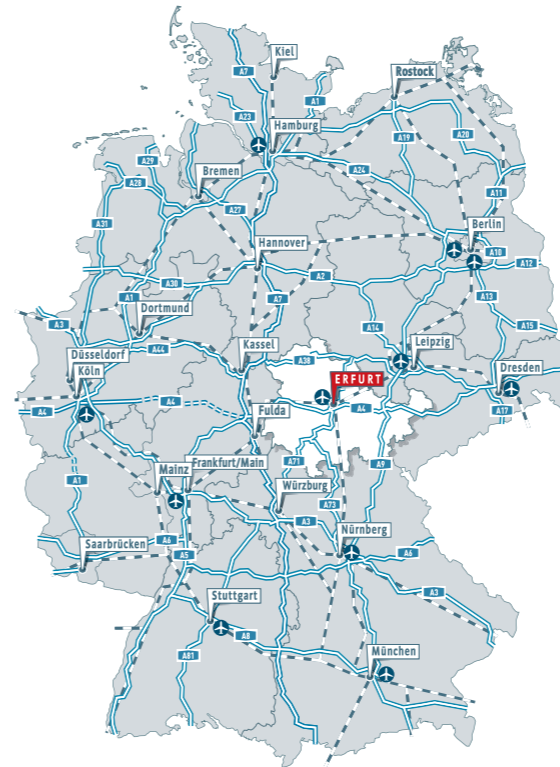 Kiel
A7
Rostock
A1
A23
Hamburg
A19
A20
A29
Bremen
A24
A28
A11
A31
A27
Berlin
Hannover
A10
A2
A12
A30
A1
A7
A13
Dortmund
A3
A14
A15
A44
Düsseldorf
Kassel
A38
Leipzig
Köln
ERFURT
Dresden
A4
A4
A4
A17
Fulda
A71
A9
Mainz
Frankfurt/Main
A1
Würzburg
A73
A3
Nürnberg
A6
Saarbrücken
A5
A6
A3
Stuttgart
A8
A81
München